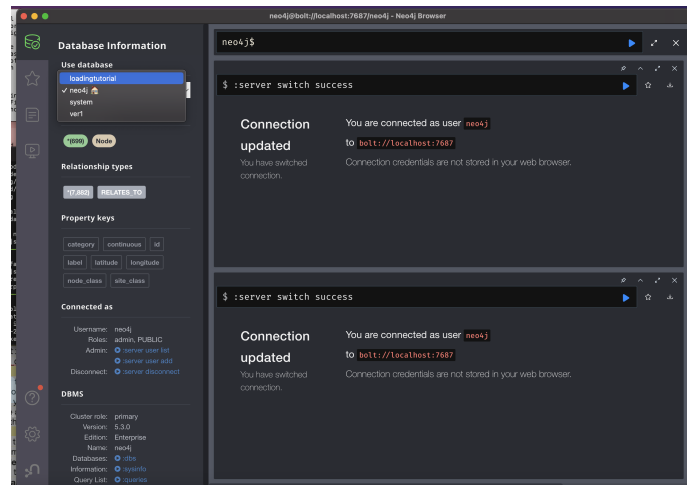 neo4j@bolt://localhost:7687/neo4j - Neo4j Browser
Database Information
Use database
loadingtutorial
✓ neo4j 🏠
system
ver1
*(699) Node
Relationship types
*(7,882) RELATES_TO
Property keys
category continuous id
label latitude longitude
node_class site_class
Connected as
Username: neo4j
Roles: admin, PUBLIC
Admin: :server user list
:server user add
Disconnect: :server disconnect
DBMS
Cluster role: primary
Version: 5.3.0
Edition: Enterprise
Name: neo4j
Databases: :dbs
Information: :sysinfo
Query List: :queries
neo4j$
$ :server switch success
Connection
updated
You have switched
connection.
You are connected as user neo4j
to bolt://localhost:7687
Connection credentials are not stored in your web browser.
$ :server switch success
Connection
updated
You have switched
connection.
You are connected as user neo4j
to bolt://localhost:7687
Connection credentials are not stored in your web browser.